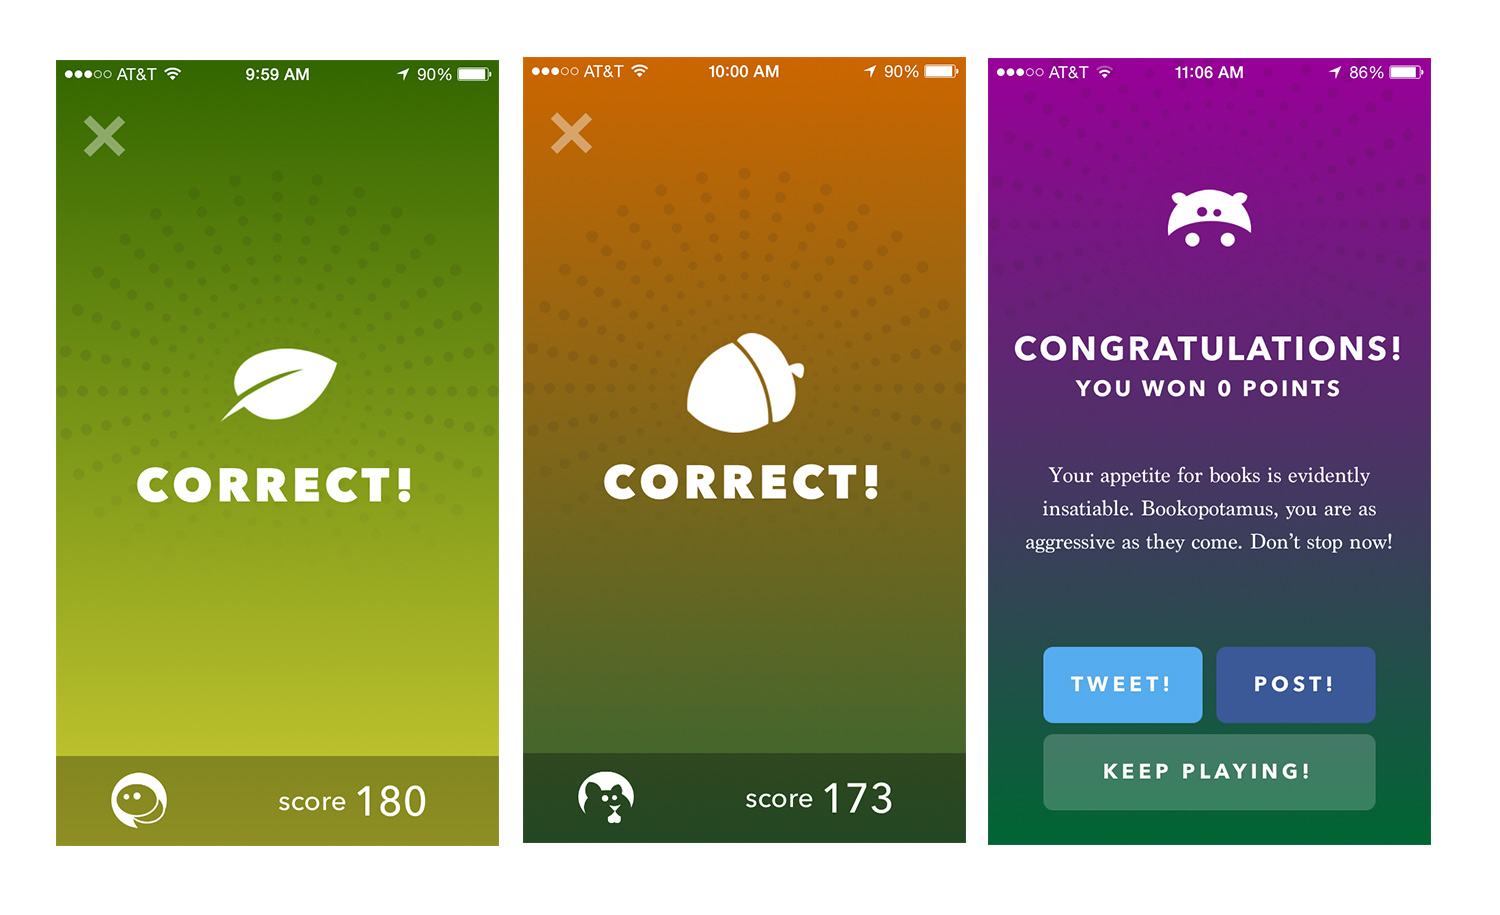 AT&T 9:59 AM 90%
CORRECT!
score 180
AT&T 10:00 AM 90%
CORRECT!
score 173
AT&T 11:06 AM 86%
CONGRATULATIONS!
YOU WON 0 POINTS
Your appetite for books is evidently
insatiable. Bookopotamus, you are as
aggressive as they come. Don’t stop now!
TWEET! POST!
KEEP PLAYING!